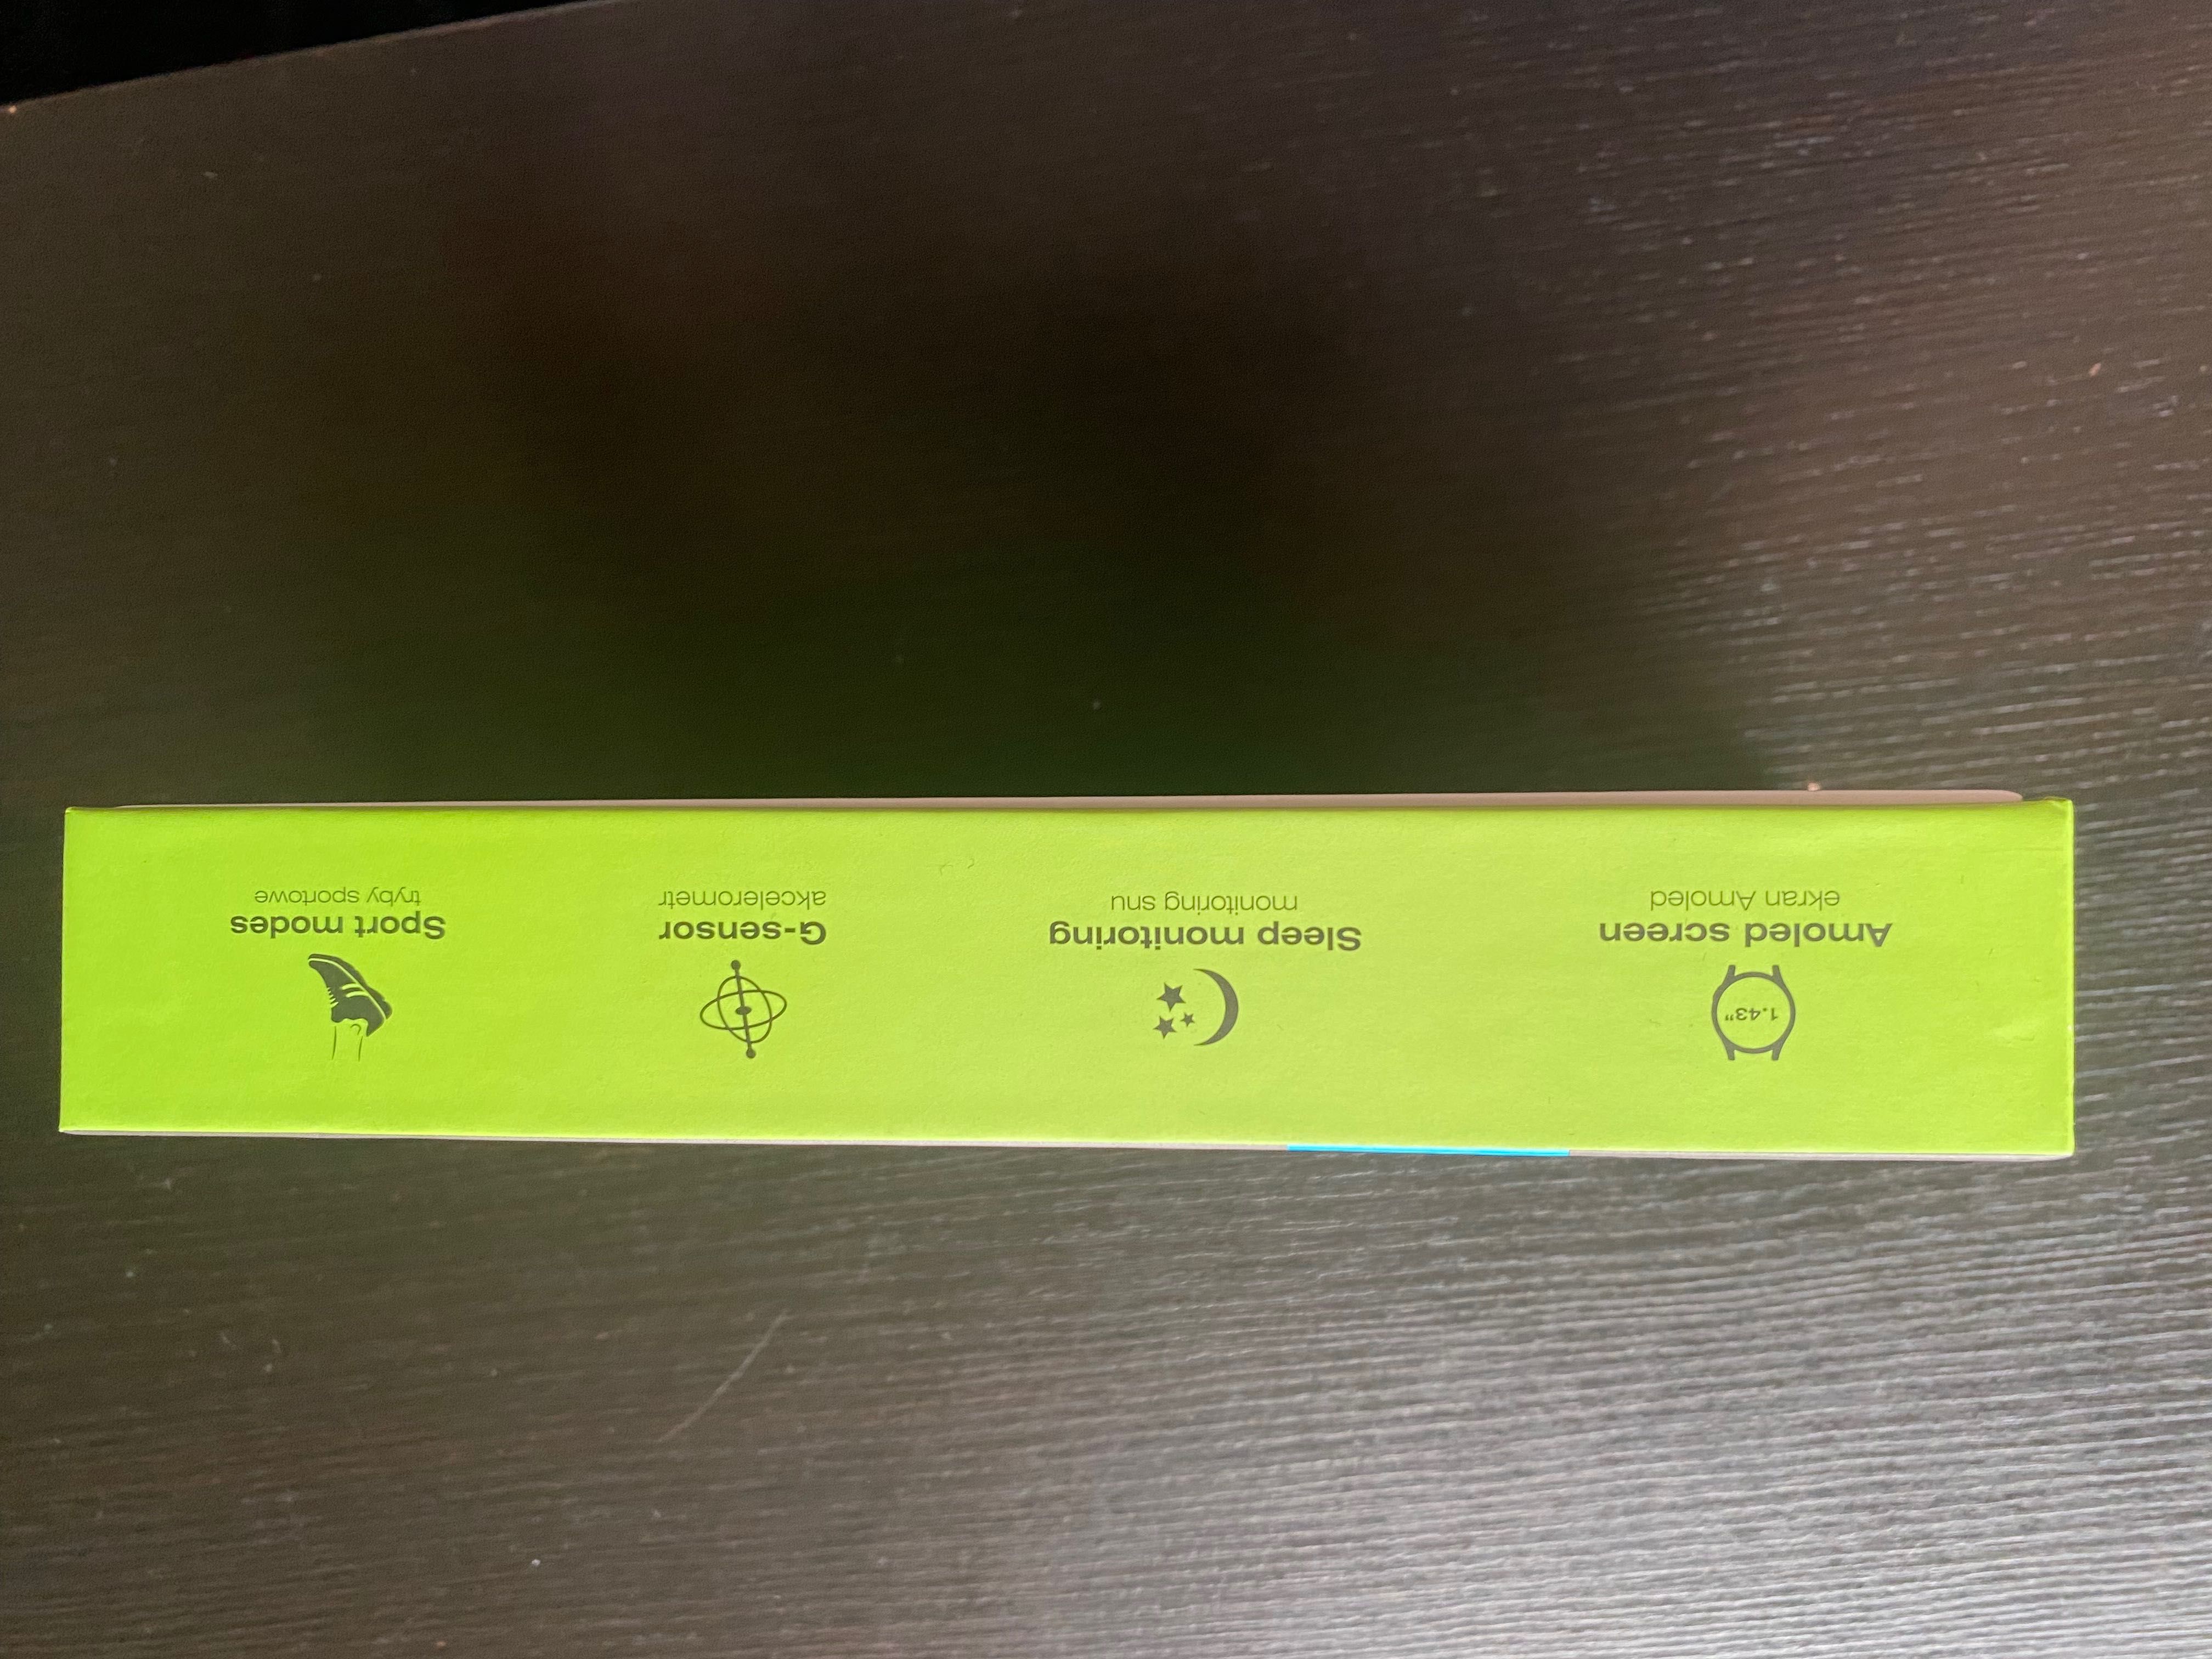 1.43"
Amoled screen
ekran Amoled
Sleep monitoring
monitoring snu
G-sensor
akcelerometr
Sport modes
tryby sportowe